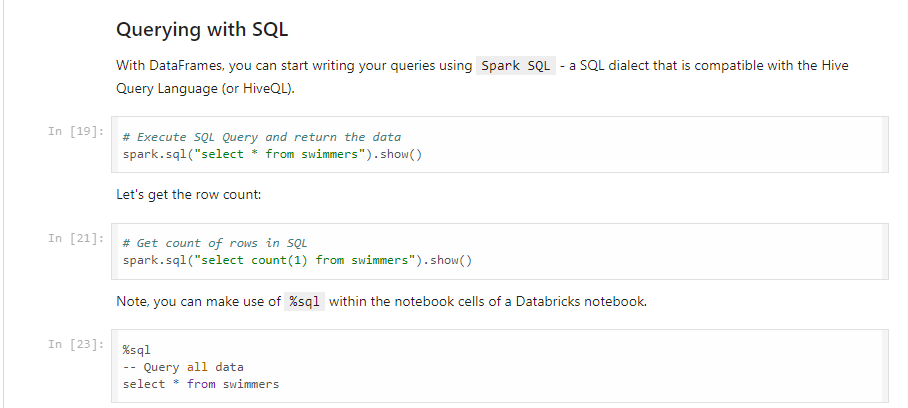 Querying with SQL
With DataFrames, you can start writing your queries using Spark SQL - a SQL dialect that is compatible with the Hive
Query Language (or HiveQL).
In [19]:
# Execute SQL Query and return the data
spark.sql("select * from swimmers").show()
Let's get the row count:
In [21]:
# Get count of rows in SQL
spark.sql("select count(1) from swimmers").show()
Note, you can make use of %sql within the notebook cells of a Databricks notebook.
In [23]:
%sql
-- Query all data
select * from swimmers